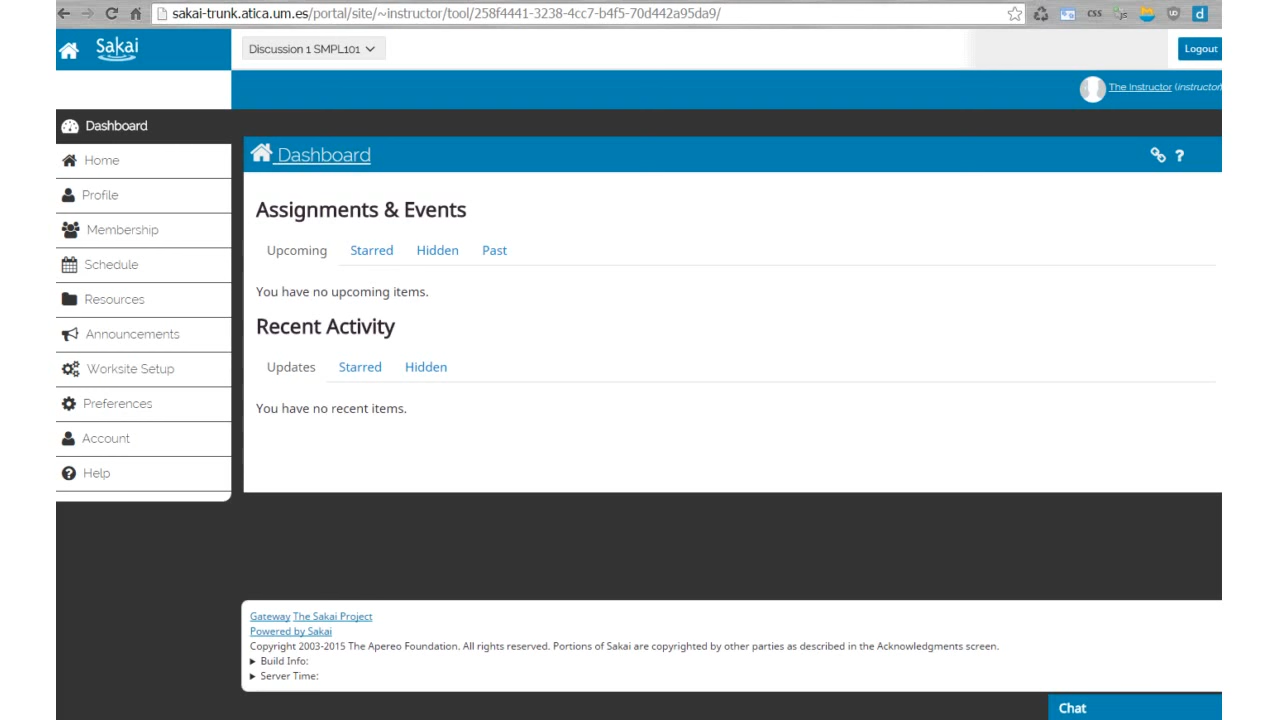 sakai-trunk.atica.um.es/portal/site/~instructor/tool/258f4441-3238-4cc7-b4f5-70d442a95da9/
CSS
js
d
Sakai
Discussion 1 SMPL101
Logout
The Instructor (instructor)
Dashboard
Home
Profile
Membership
Schedule
Resources
Announcements
Worksite Setup
Preferences
Account
Help
Dashboard
?
Assignments & Events
Upcoming Starred Hidden Past
You have no upcoming items.
Recent Activity
Updates Starred Hidden
You have no recent items.
Gateway The Sakai Project
Powered by Sakai
Copyright 2003-2015 The Apereo Foundation. All rights reserved. Portions of Sakai are copyrighted by other parties as described in the Acknowledgments screen.
Build Info:
Server Time:
Chat